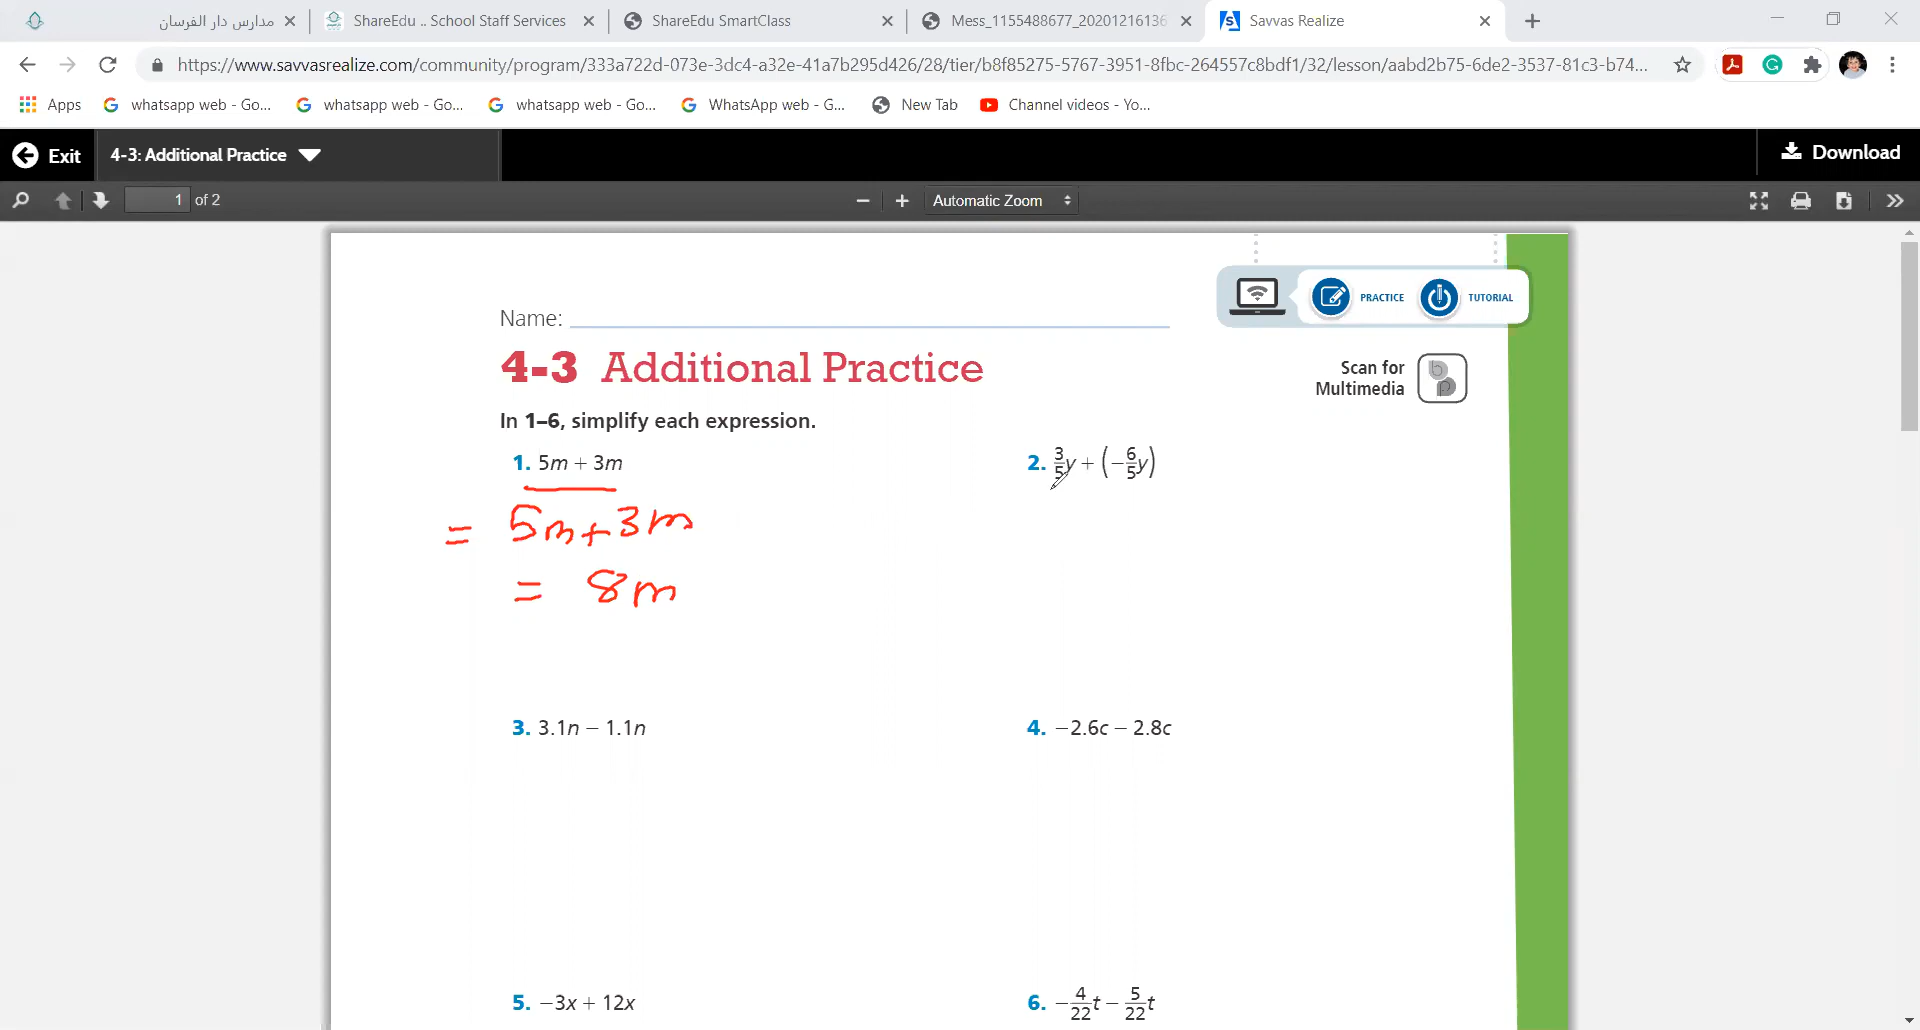 مدارس دار الفرسان
ShareEdu .. School Staff Services
ShareEdu SmartClass
Mess_1155488677_20201216136
Savvas Realize
https://www.savvasrealize.com/community/program/333a722d-073e-3dc4-a32e-41a7b295d426/28/tier/b8f85275-5767-3951-8fbc-264557c8bdf1/32/lesson/aabd2b75-6de2-3537-81c3-b74...
Apps
whatsapp web - Go...
whatsapp web - Go...
whatsapp web - Go...
WhatsApp web - G...
New Tab
Channel videos - Yo...
Exit
4-3: Additional Practice
Download
1 of 2
Automatic Zoom
PRACTICE
TUTORIAL
Name:
4-3 Additional Practice
Scan for
Multimedia
In 1–6, simplify each expression.
1. 5m + 3m
2. 3/5 y + (−6/5 y)
= 5m+3m
= 8m
3. 3.1n − 1.1n
4. −2.6c − 2.8c
5. −3x + 12x
6. −4/22 t − 5/22 t